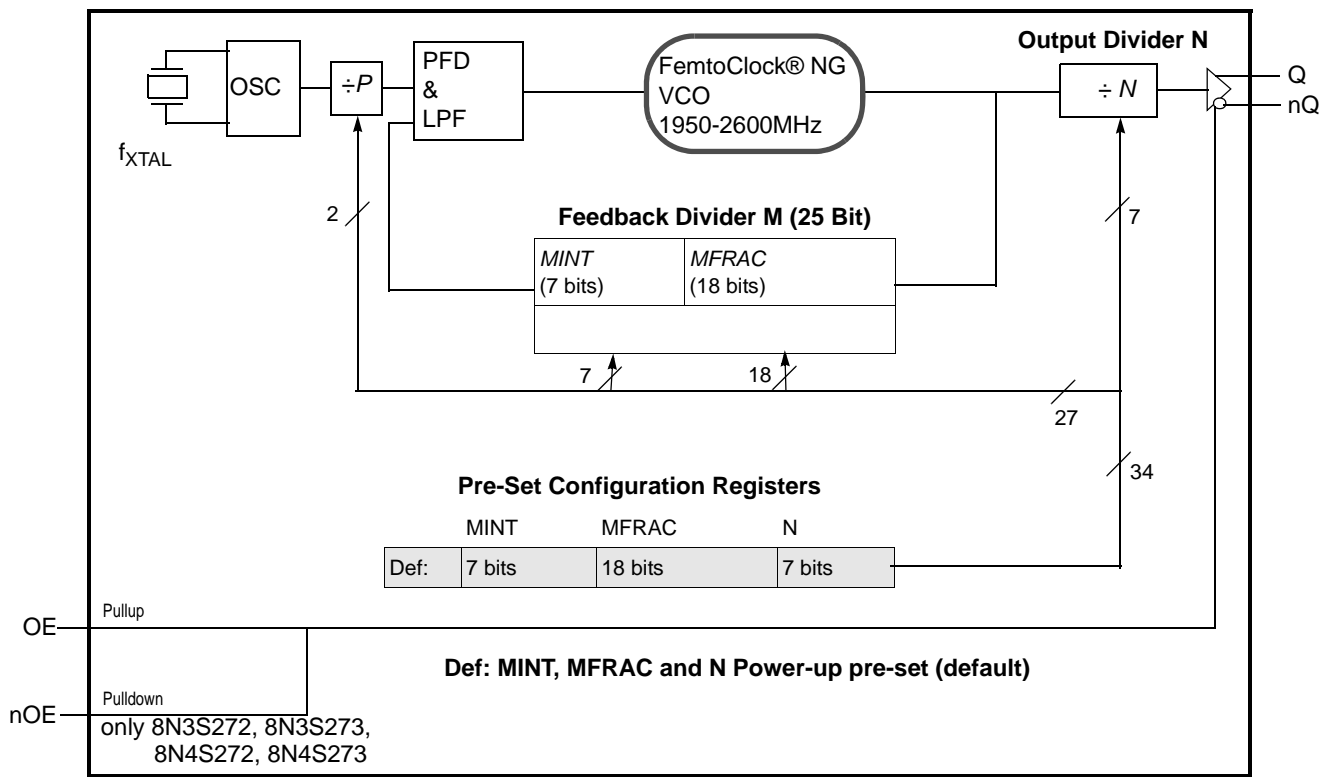 Output Divider N
OSC
÷P
PFD
&
LPF
FemtoClock® NG
VCO
1950-2600MHz
÷ N
Q
nQ
fXTAL
2
7
Feedback Divider M (25 Bit)
MINT
(7 bits)
MFRAC
(18 bits)
7
18
27
34
Pre-Set Configuration Registers
MINT MFRAC N
Def: 7 bits 18 bits 7 bits
OE
Pullup
Def: MINT, MFRAC and N Power-up pre-set (default)
nOE
Pulldown
only 8N3S272, 8N3S273,
8N4S272, 8N4S273